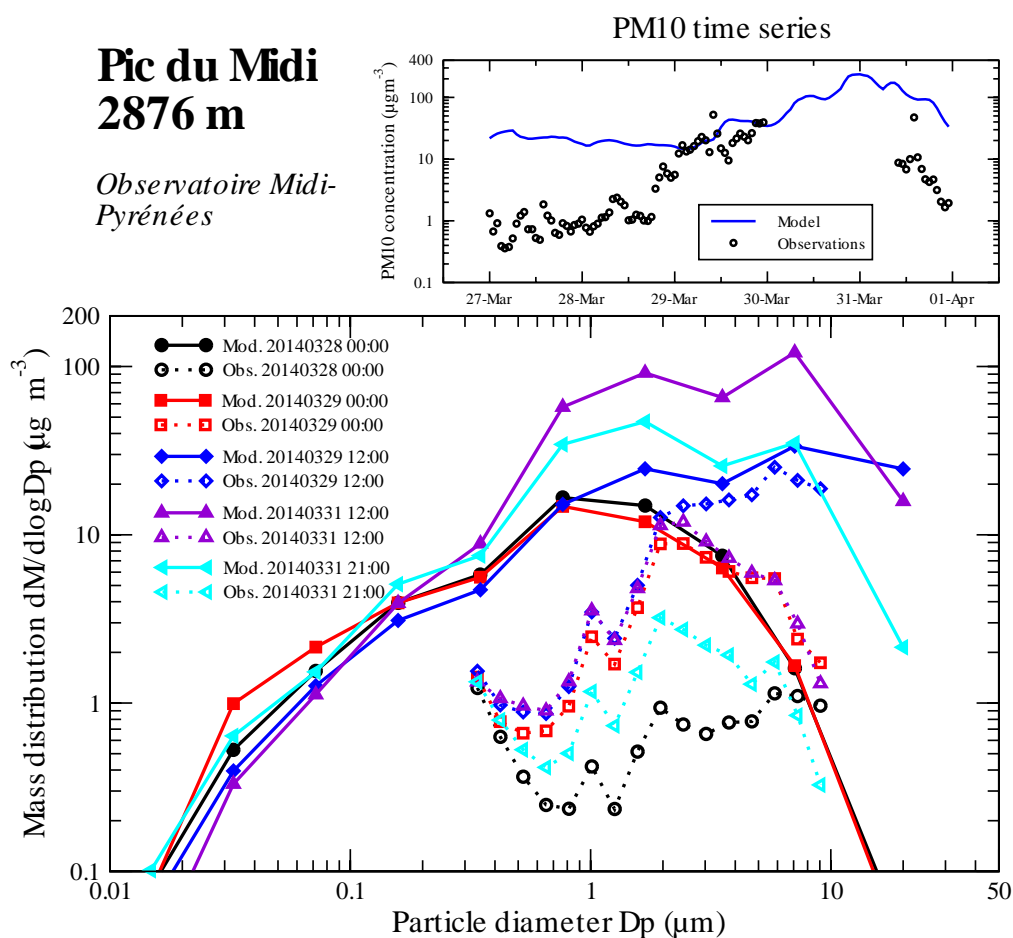 Pic du Midi
2876 m
Observatoire Midi-
Pyrénées
PM10 time series
PM10 concentration (µgm⁻³)
400
100
10
1
0.1
Model
Observations
27-Mar 28-Mar 29-Mar 30-Mar 31-Mar 01-Apr
Mass distribution dM/dlogDp (µg m⁻³)
200
100
10
1
0.1
Mod. 20140328 00:00
Obs. 20140328 00:00
Mod. 20140329 00:00
Obs. 20140329 00:00
Mod. 20140329 12:00
Obs. 20140329 12:00
Mod. 20140331 12:00
Obs. 20140331 12:00
Mod. 20140331 21:00
Obs. 20140331 21:00
0.01 0.1 1 10 50
Particle diameter Dp (µm)